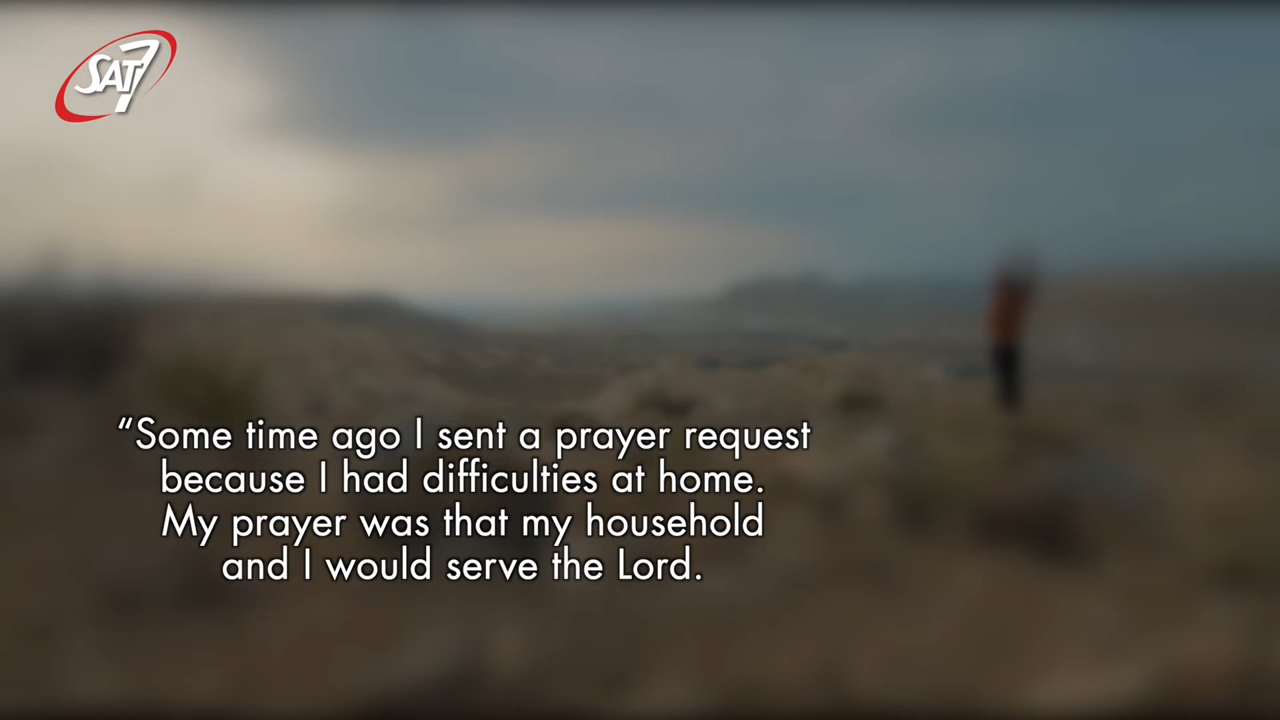 SAT7
“Some time ago I sent a prayer request
because I had difficulties at home.
My prayer was that my household
and I would serve the Lord.